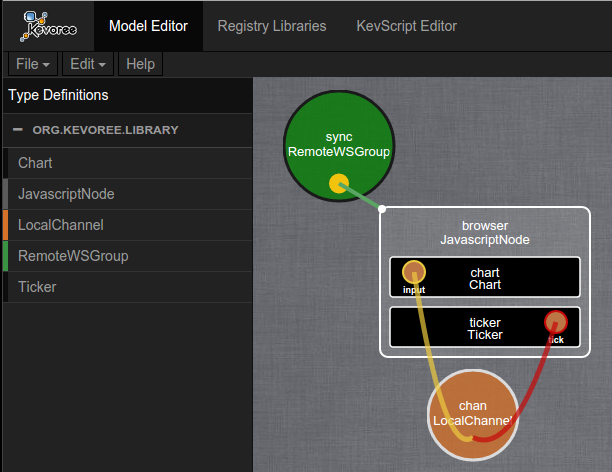 Kevoree
Model Editor
Registry Libraries
KevScript Editor
File
Edit
Help
Type Definitions
ORG.KEVOREE.LIBRARY
Chart
JavascriptNode
LocalChannel
RemoteWSGroup
Ticker
sync
RemoteWSGroup
browser
JavascriptNode
chart
Chart
input
ticker
Ticker
tick
chan
LocalChannel